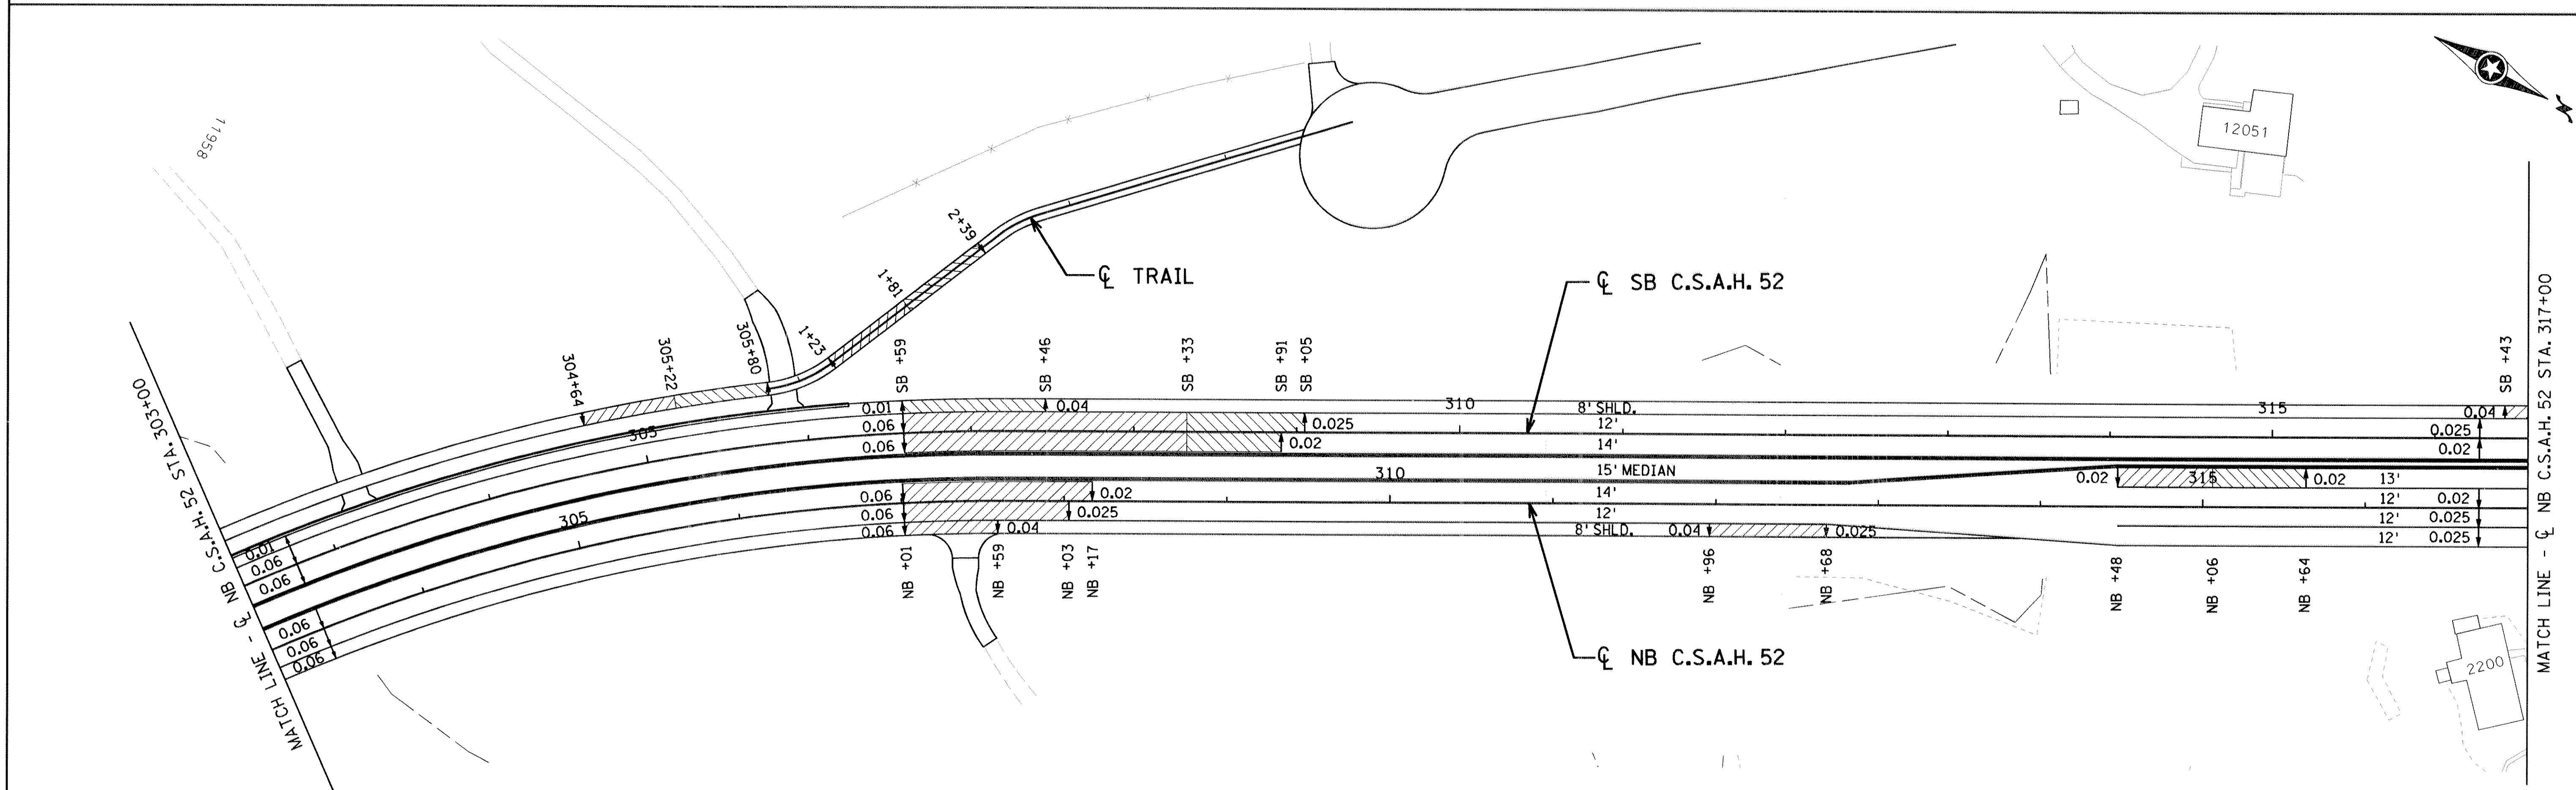 11958
12051
N
2+39
1+81
1+23
℄ TRAIL
℄ SB C.S.A.H. 52
304+64
305+22
305+80
SB +59
SB +46
SB +33
SB +91
SB +05
SB +43
MATCH LINE - ℄ NB C.S.A.H. 52 STA. 303+00
MATCH LINE - ℄ NB C.S.A.H. 52 STA. 317+00
0.01
0.04
310
8' SHLD.
315
0.04
305
0.06
0.025
12'
0.025
0.06
0.02
14'
0.02
310
15' MEDIAN
0.02
315
0.02
13'
0.06
0.02
14'
12'
0.02
305
0.06
0.025
12'
12'
0.025
0.06
0.04
8' SHLD.
0.04
0.025
12'
0.025
0.01
0.06
0.06
0.06
0.06
0.06
NB +01
NB +59
NB +03
NB +17
NB +96
NB +68
NB +48
NB +06
NB +64
℄ NB C.S.A.H. 52
2200